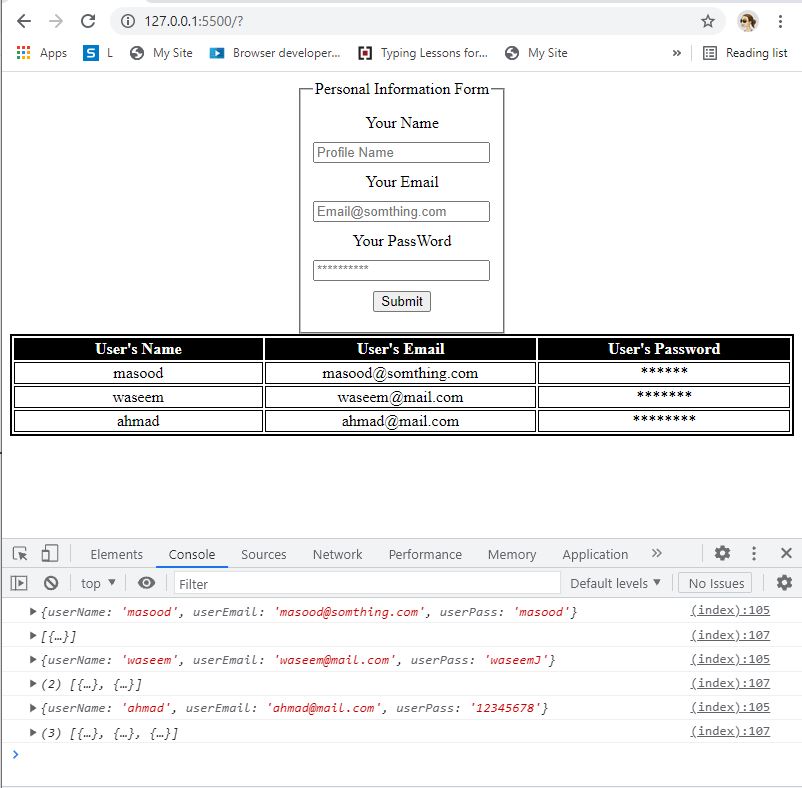 127.0.0.1:5500/?
Apps S L My Site Browser developer... Typing Lessons for... My Site » Reading list
Personal Information Form
Your Name
Profile Name
Your Email
Email@somthing.com
Your PassWord
**********
Submit
User's Name User's Email User's Password
masood masood@somthing.com ******
waseem waseem@mail.com *******
ahmad ahmad@mail.com ********
Elements Console Sources Network Performance Memory Application »
top Filter Default levels No Issues
{userName: 'masood', userEmail: 'masood@somthing.com', userPass: 'masood'} (index):105
[{…}] (index):107
{userName: 'waseem', userEmail: 'waseem@mail.com', userPass: 'waseemJ'} (index):105
(2) [{…}, {…}] (index):107
{userName: 'ahmad', userEmail: 'ahmad@mail.com', userPass: '12345678'} (index):105
(3) [{…}, {…}, {…}] (index):107